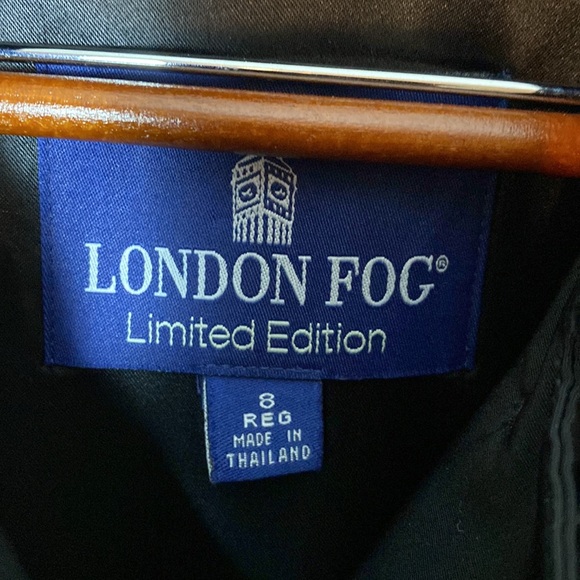 LONDON FOG®
Limited Edition
8
REG
MADE IN
THAILAND